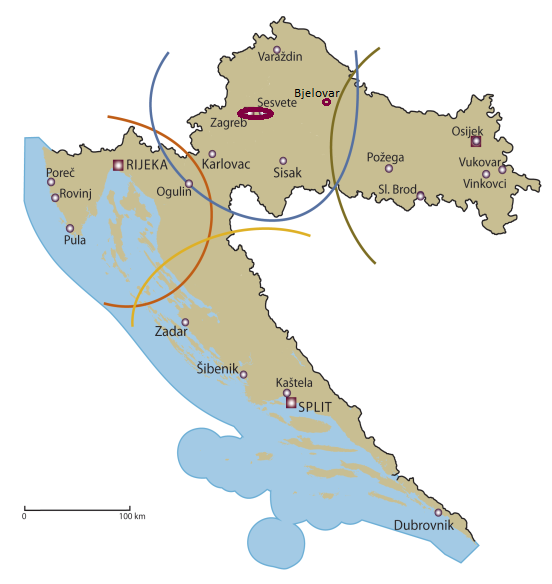 Varaždin
Bjelovar
Sesvete
Zagreb
Osijek
Karlovac
Požega
Vukovar
RIJEKA
Sisak
Poreč
Vinkovci
Ogulin
Sl. Brod
Rovinj
Pula
Zadar
Šibenik
Kaštela
SPLIT
0 100 km
Dubrovnik